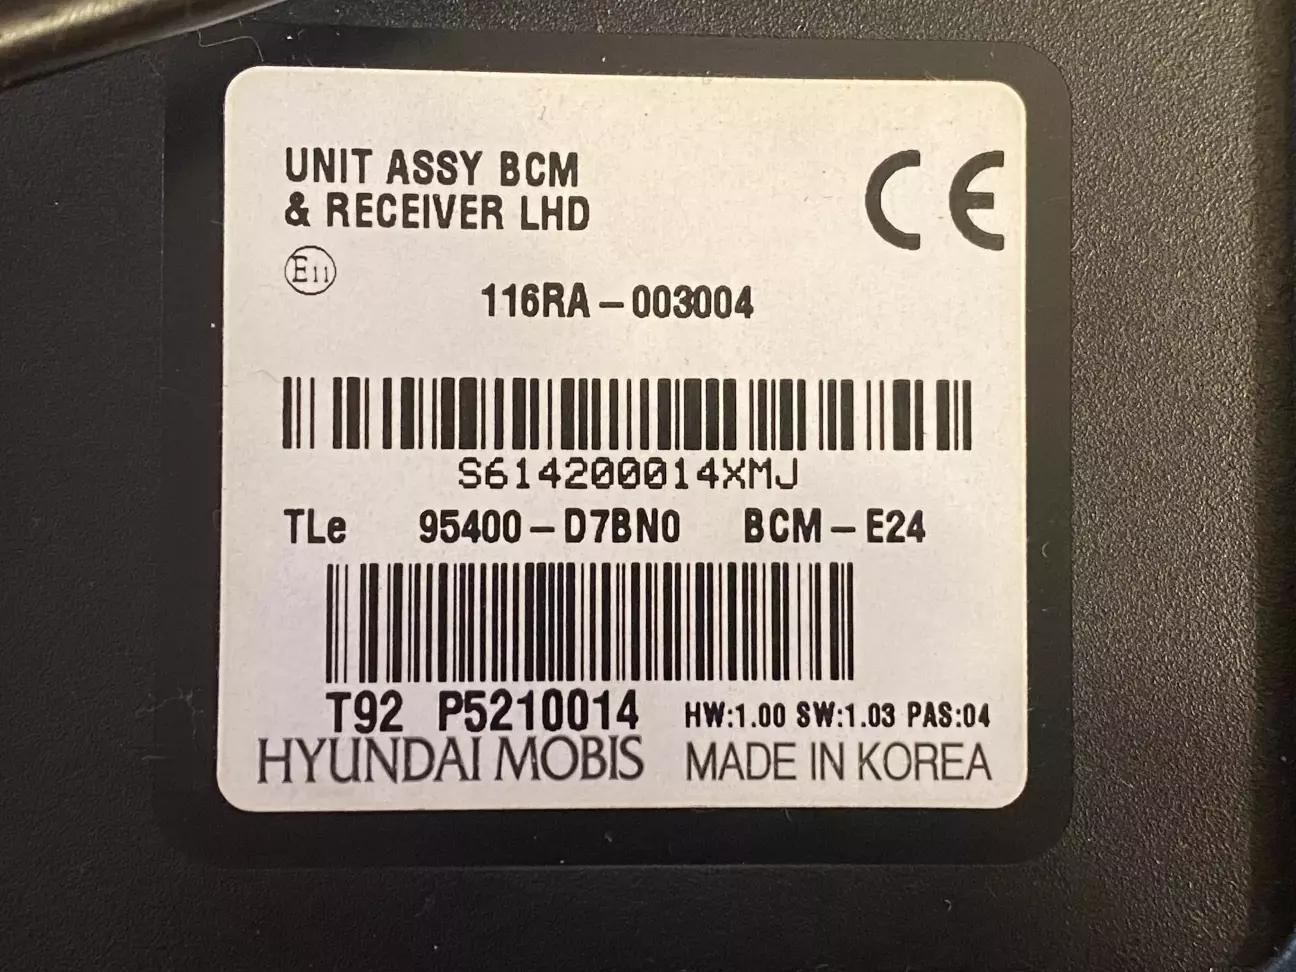 UNIT ASSY BCM
& RECEIVER LHD
CE
E11
116RA-003004
S614200014XMJ
TLe 95400-D7BN0 BCM-E24
T92 P5210014 HW:1.00 SW:1.03 PAS:04
HYUNDAI MOBIS MADE IN KOREA